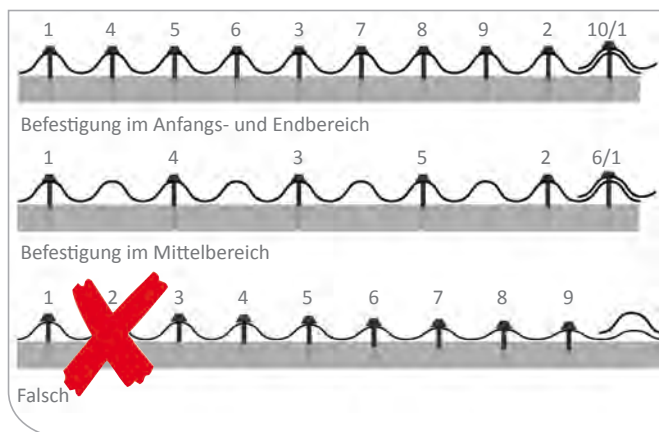 1 4 5 6 3 7 8 9 2 10/1
Befestigung im Anfangs- und Endbereich
1 4 3 5 2 6/1
Befestigung im Mittelbereich
1 2 3 4 5 6 7 8 9
Falsch